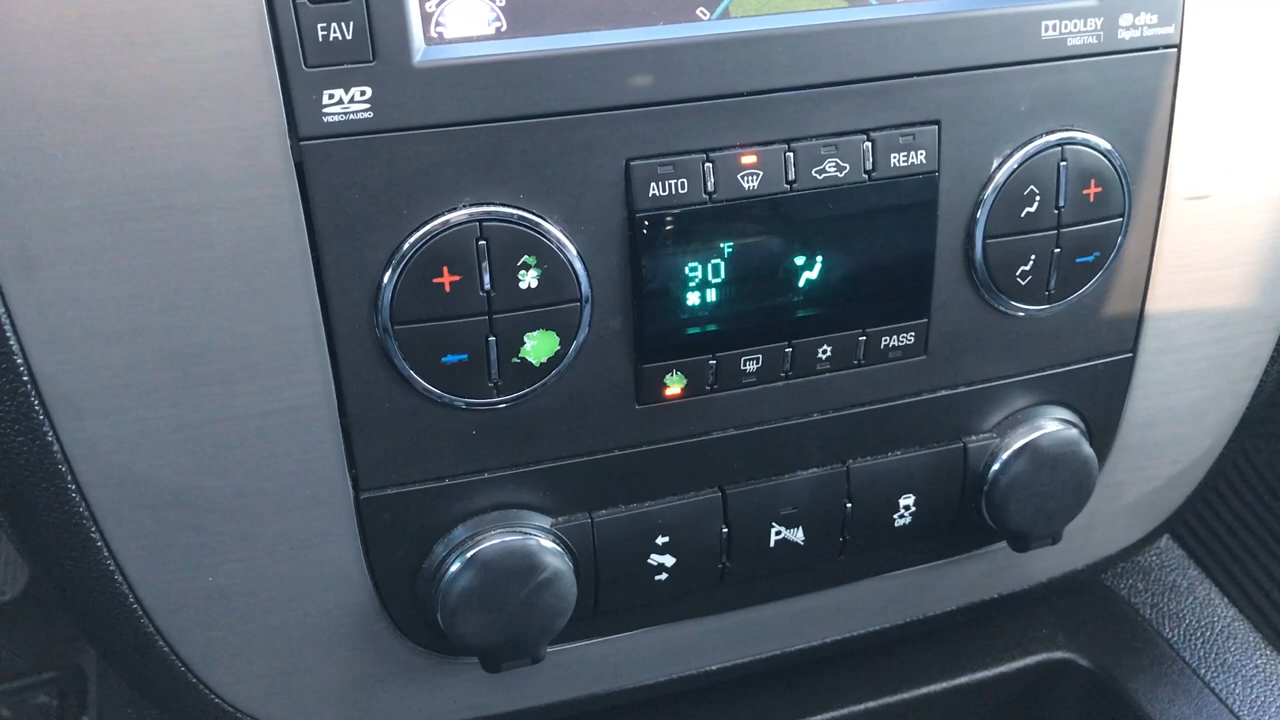 FAV
DOLBY
DIGITAL
dts
Digital Surround
DVD
VIDEO/AUDIO
AUTO
REAR
90°F
PASS
P
OFF